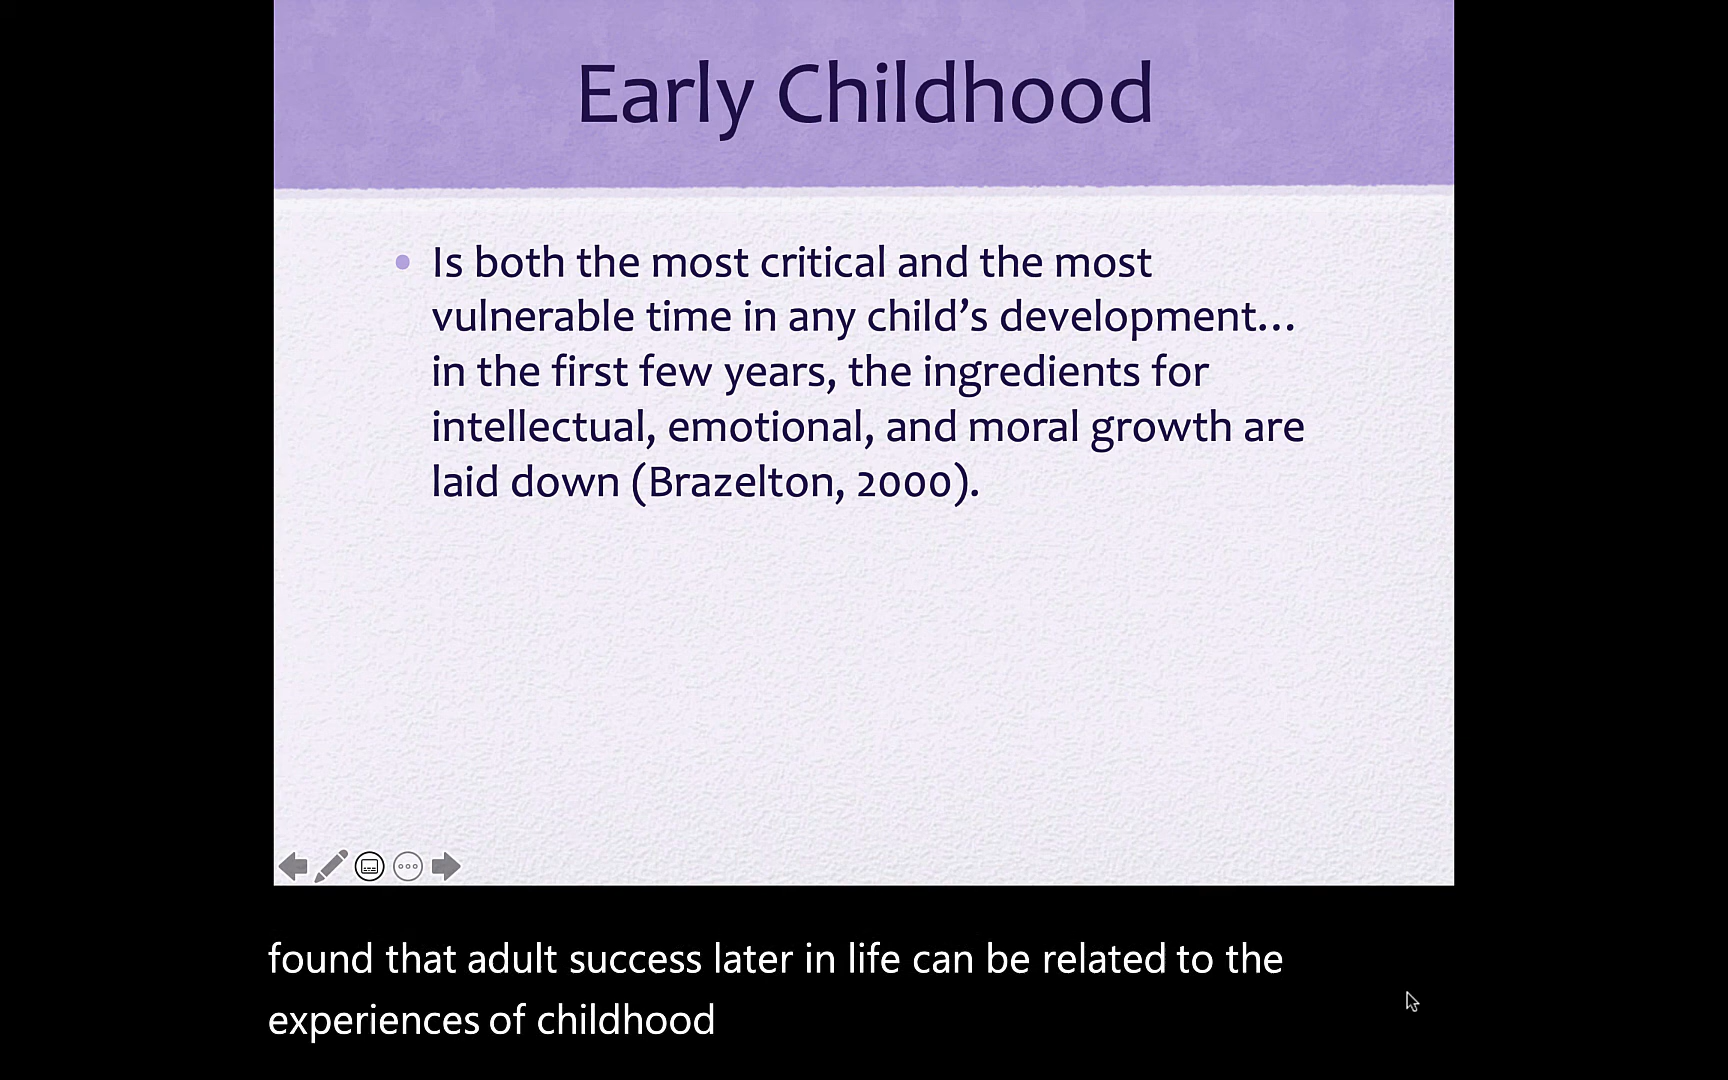 Early Childhood
• Is both the most critical and the most
vulnerable time in any child’s development…
in the first few years, the ingredients for
intellectual, emotional, and moral growth are
laid down (Brazelton, 2000).
found that adult success later in life can be related to the
experiences of childhood